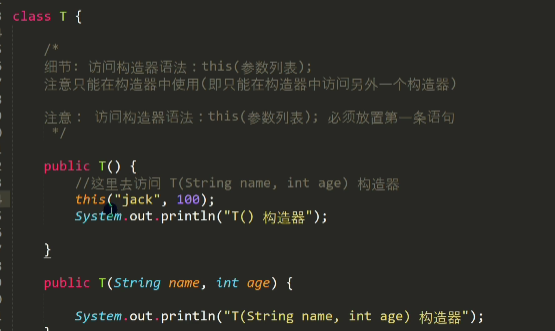 class T {
/*
细节: 访问构造器语法：this(参数列表);
注意只能在构造器中使用(即只能在构造器中访问另外一个构造器)
注意： 访问构造器语法：this(参数列表); 必须放置第一条语句
*/
public T() {
//这里去访问 T(String name, int age) 构造器
this("jack", 100);
System.out.println("T() 构造器");
}
public T(String name, int age) {
System.out.println("T(String name, int age) 构造器");